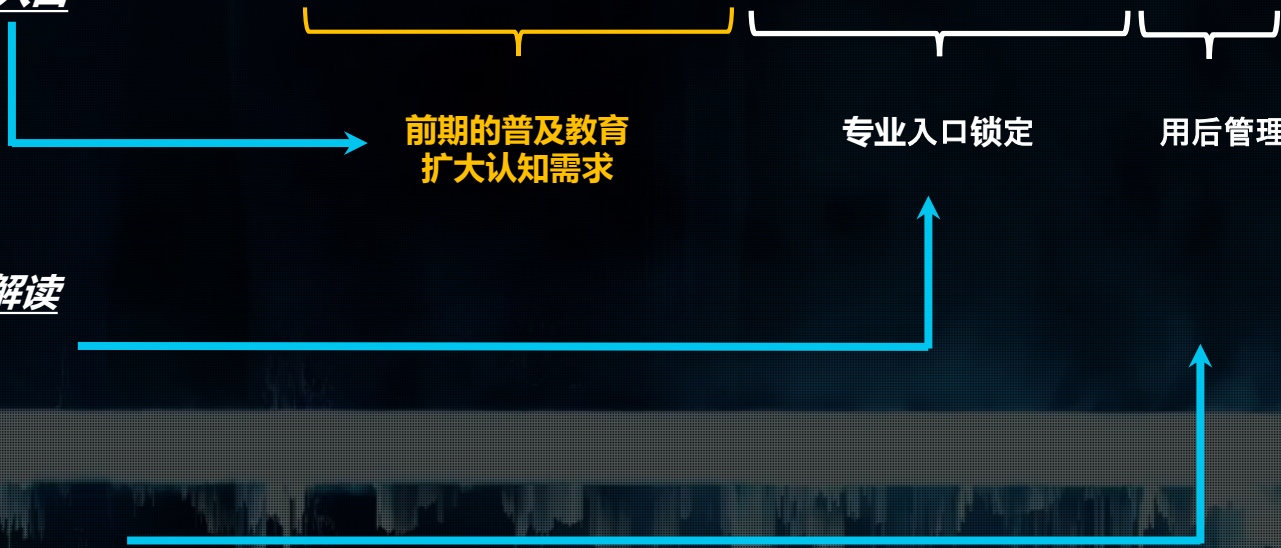 前期的普及教育
扩大认知需求
专业入口锁定
用后管理
解读